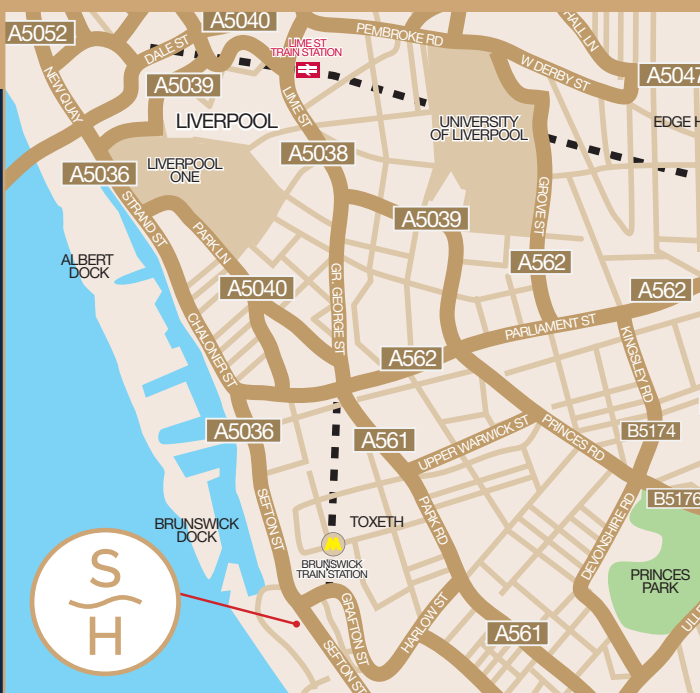 A5052
A5040
DALE ST
LIME ST
TRAIN STATION
PEMBROKE RD
HALL LN
W DERBY ST
A5047
NEW QUAY
A5039
LIME ST
LIVERPOOL
UNIVERSITY
OF LIVERPOOL
EDGE H
A5038
LIVERPOOL
ONE
A5036
STRAND ST
PARK LN
A5039
GROVE ST
ALBERT
DOCK
A5040
GR. GEORGE ST
A562
A562
CHALONER ST
PARLIAMENT ST
A562
KINGSLEY RD
A5036
A561
UPPER WARWICK ST
PRINCES RD
B5174
SEFTON ST
PARK RD
B5176
BRUNSWICK
DOCK
TOXETH
DEVONSHIRE RD
BRUNSWICK
TRAIN STATION
PRINCES
PARK
S
H
GRAFTON ST
HARLOW ST
A561
ULL
SEFTON ST